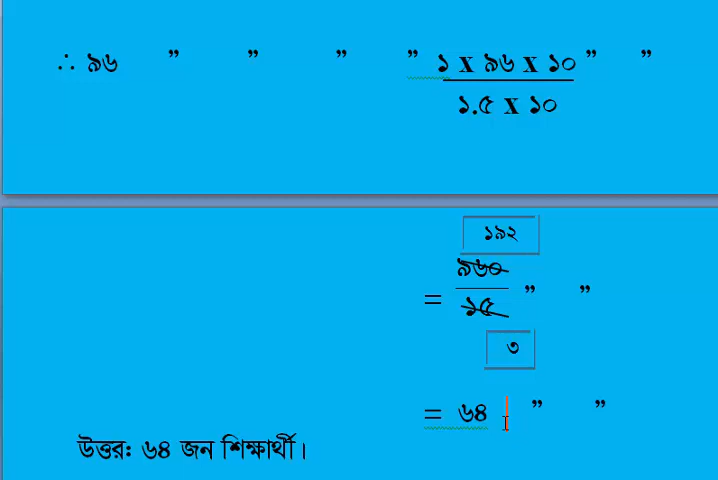 ∴ ৯৬ ” ” ” ” ১ x ৯৬ x ১০ ” ”
১.৫ x ১০
১৯২
৯৬০
= ” ”
১৫
৩
= ৬৪ ” ”
উত্তর: ৬৪ জন শিক্ষার্থী।